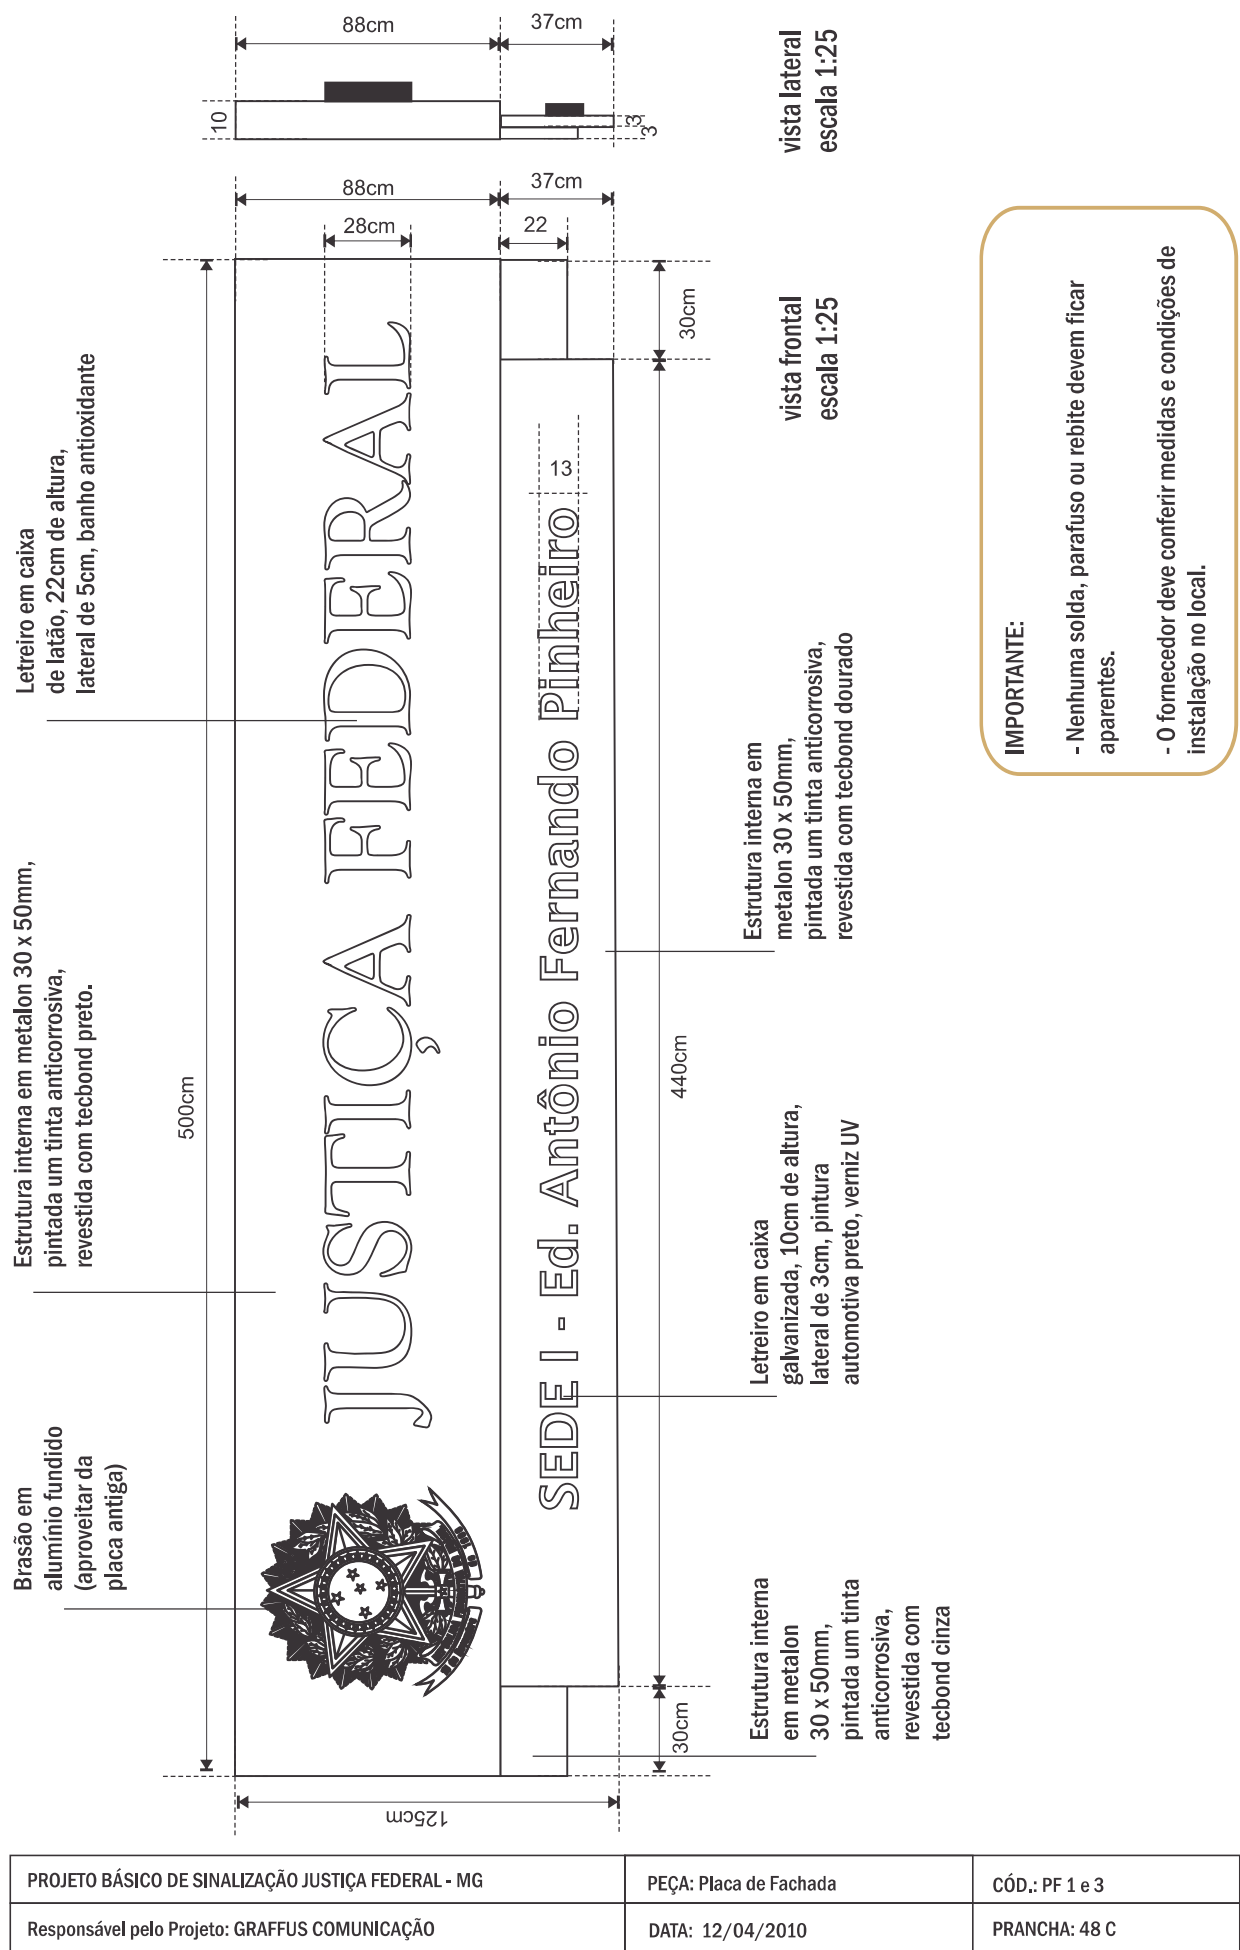 88cm
37cm
10
3
3
vista lateral
escala 1:25
88cm
37cm
28cm
22
30cm
vista frontal
escala 1:25
Letreiro em caixa
de latão, 22cm de altura,
lateral de 5cm, banho antioxidante
Estrutura interna em metalon 30 x 50mm,
pintada um tinta anticorrosiva,
revestida com tecbond preto.
Brasão em
alumínio fundido
(aproveitar da
placa antiga)
500cm
JUSTIÇA FEDERAL
13
SEDE I - Ed. Antônio Fernando Pinheiro
440cm
30cm
125cm
Estrutura interna em
metalon 30 x 50mm,
pintada um tinta anticorrosiva,
revestida com tecbond dourado
Letreiro em caixa
galvanizada, 10cm de altura,
lateral de 3cm, pintura
automotiva preto, verniz UV
Estrutura interna
em metalon
30 x 50mm,
pintada um tinta
anticorrosiva,
revestida com
tecbond cinza
IMPORTANTE:
- Nenhuma solda, parafuso ou rebite devem ficar
aparentes.
- O fornecedor deve conferir medidas e condições de
instalação no local.
PROJETO BÁSICO DE SINALIZAÇÃO JUSTIÇA FEDERAL - MG
PEÇA: Placa de Fachada
CÓD.: PF 1 e 3
Responsável pelo Projeto: GRAFFUS COMUNICAÇÃO
DATA: 12/04/2010
PRANCHA: 48 C